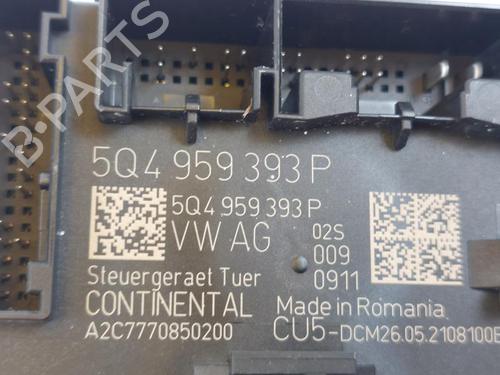 5Q4 959 393 P
5Q4 959 393 P
VW AG
02S
009
0911
Steuergeraet Tuer
CONTINENTAL
A2C7770850200
Made in Romania
CU5-DCM26.05.2108100E
B-PARTS